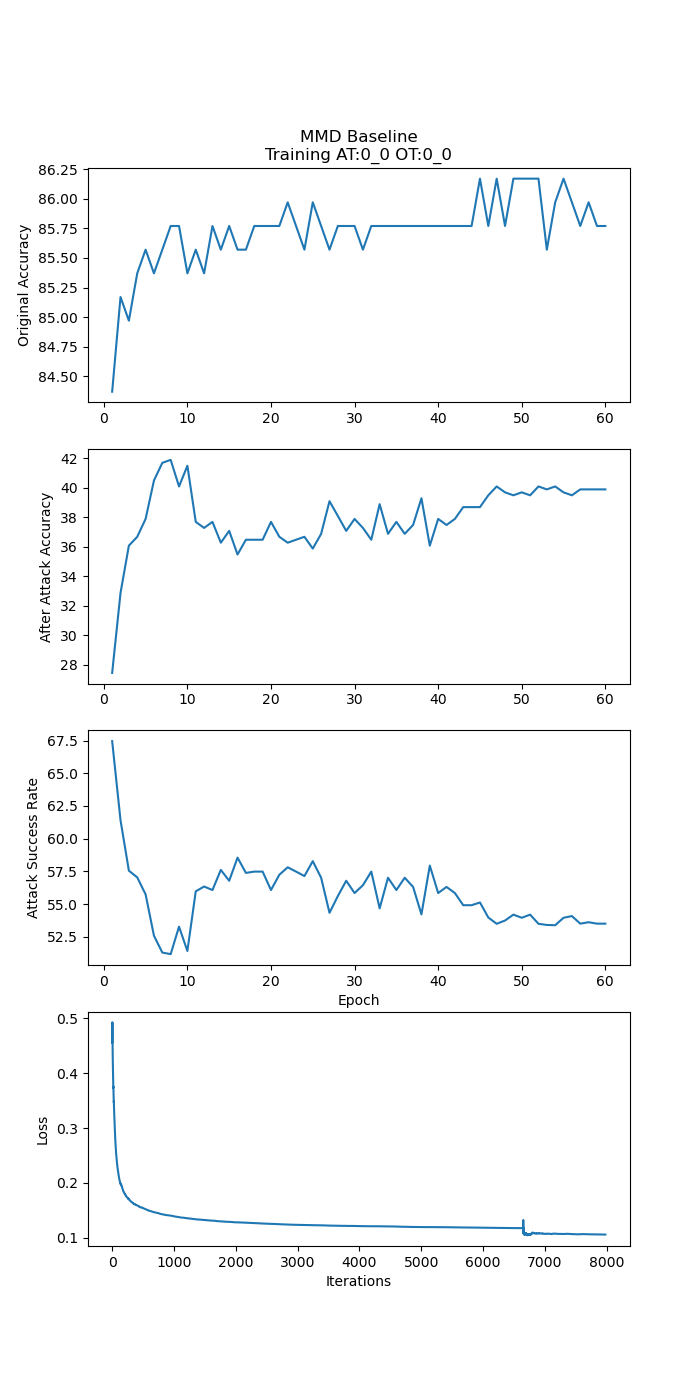 MMD Baseline
Training AT:0_0 OT:0_0
Original Accuracy
86.25
86.00
85.75
85.50
85.25
85.00
84.75
84.50
0 10 20 30 40 50 60
After Attack Accuracy
42
40
38
36
34
32
30
28
0 10 20 30 40 50 60
Attack Success Rate
67.5
65.0
62.5
60.0
57.5
55.0
52.5
0 10 20 30 40 50 60
Epoch
Loss
0.5
0.4
0.3
0.2
0.1
0 1000 2000 3000 4000 5000 6000 7000 8000
Iterations